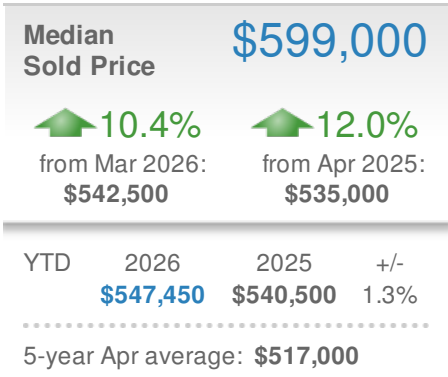 Median $599,000
Sold Price
10.4% 12.0%
from Mar 2026: from Apr 2025:
$542,500 $535,000
YTD 2026 2025 +/-
$547,450 $540,500 1.3%
5-year Apr average: $517,000